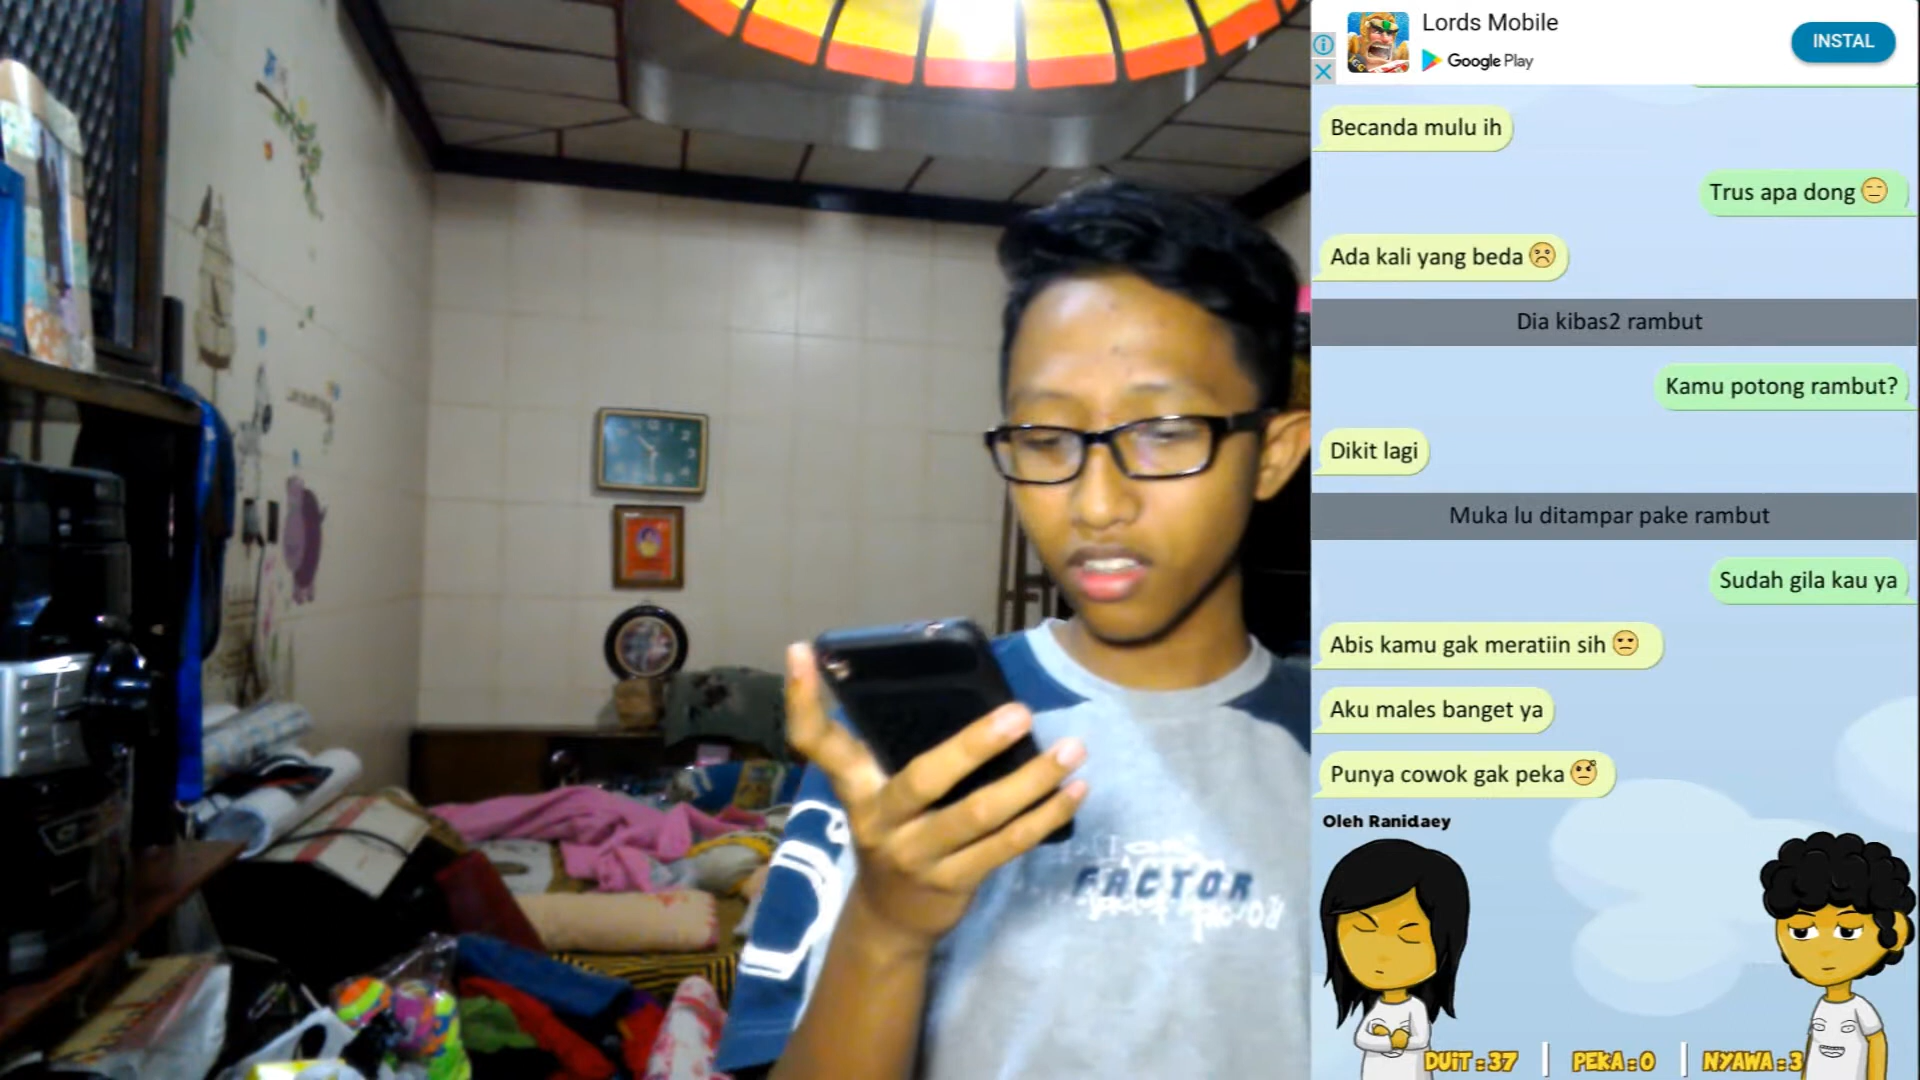 Lords Mobile
Google Play
INSTAL
Becanda mulu ih
Trus apa dong
Ada kali yang beda
Dia kibas2 rambut
Kamu potong rambut?
Dikit lagi
Muka lu ditampar pake rambut
Sudah gila kau ya
Abis kamu gak meratiin sih
Aku males banget ya
Punya cowok gak peka
Oleh Ranidaey
DUIT : 37 | PEKA : 0 | NYAWA : 3
FACTOR